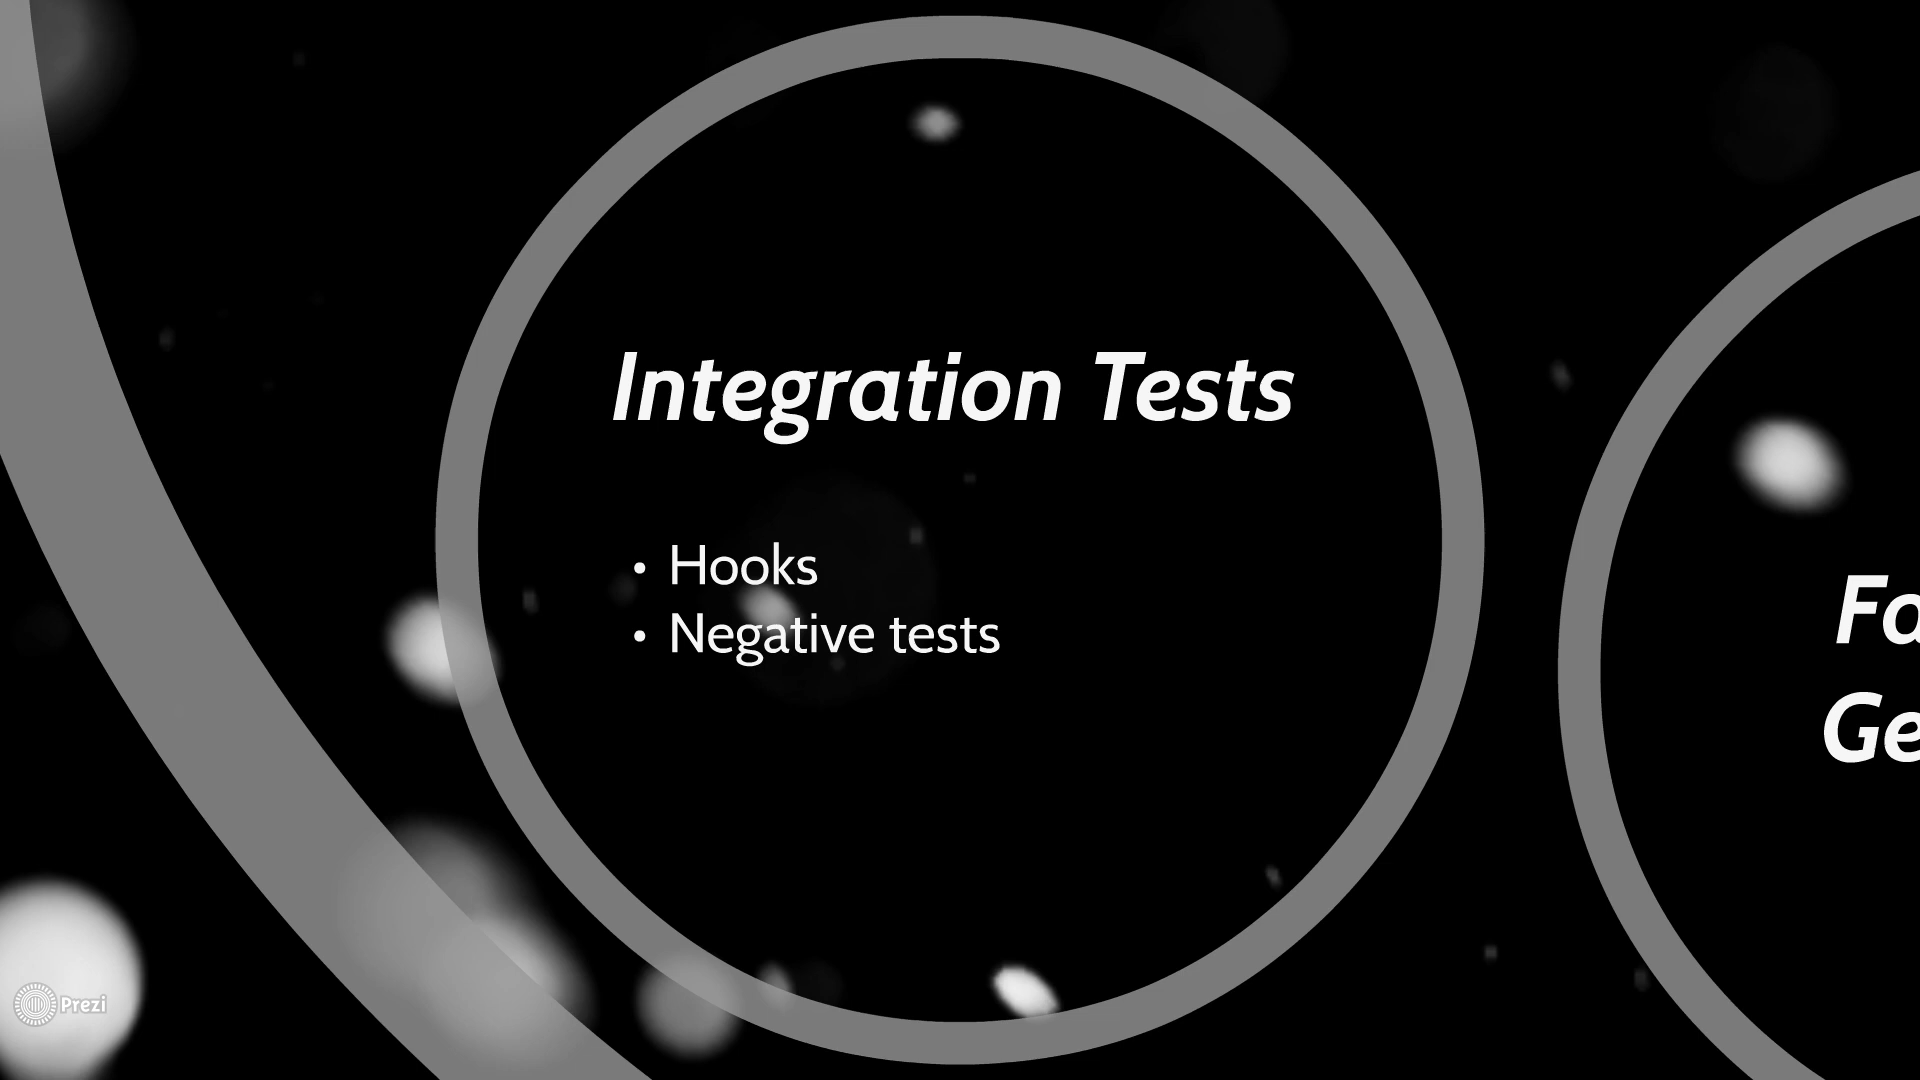 Integration Tests
• Hooks
• Negative tests
Prezi